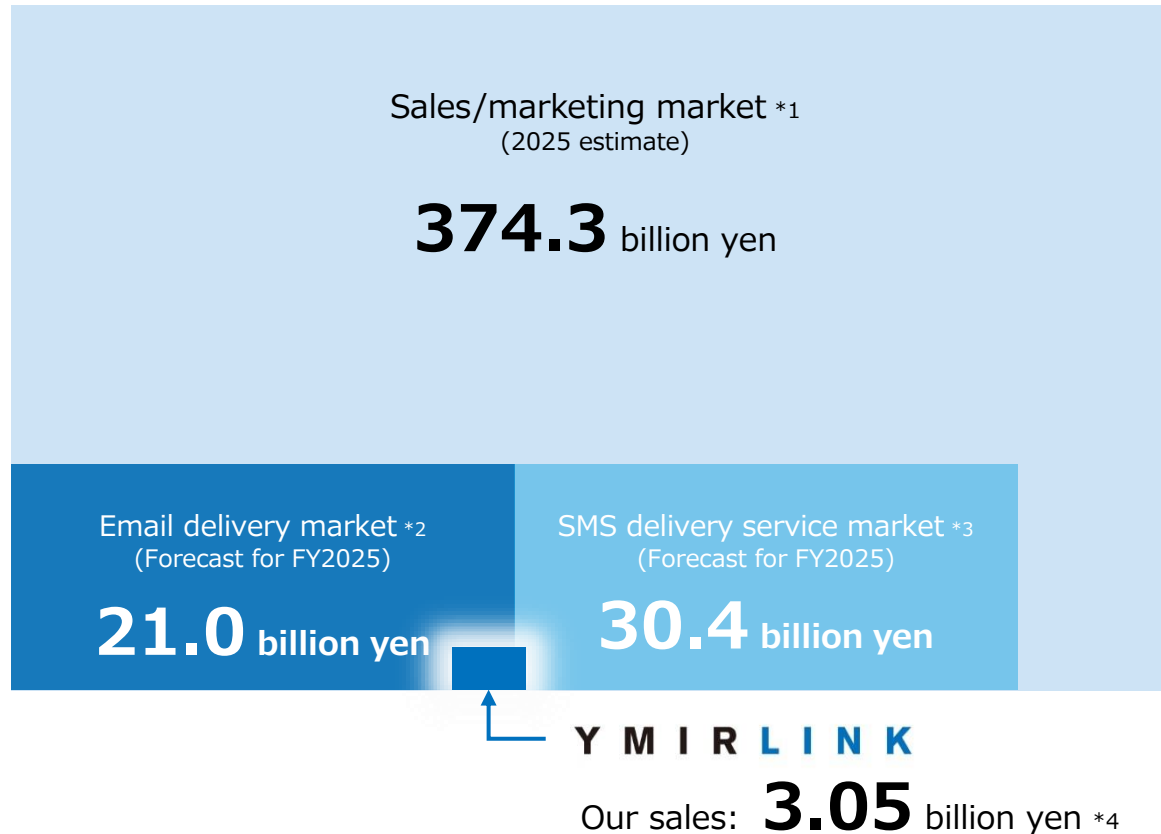 Sales/marketing market *1
(2025 estimate)
374.3 billion yen
Email delivery market *2
(Forecast for FY2025)
21.0 billion yen
SMS delivery service market *3
(Forecast for FY2025)
30.4 billion yen
YMIRLINK
Our sales: 3.05 billion yen *4